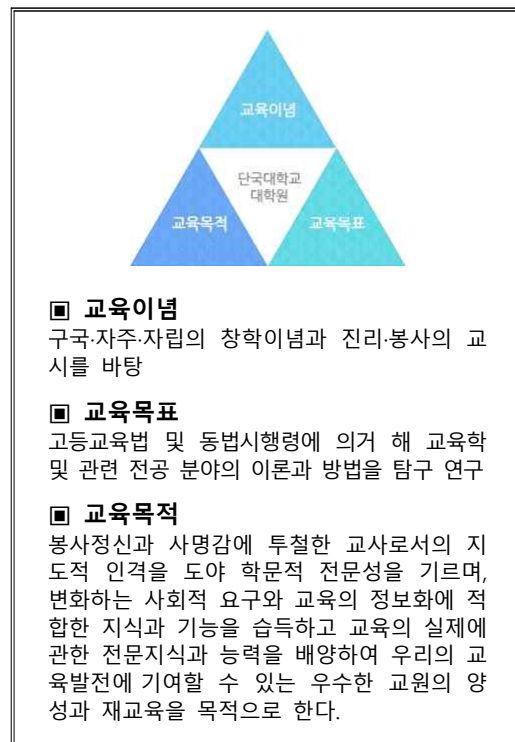 교육이념
단국대학교
대학원
교육목적
교육목표
▣ 교육이념
구국·자주·자립의 창학이념과 진리·봉사의 교
시를 바탕
▣ 교육목표
고등교육법 및 동법시행령에 의거 해 교육학
및 관련 전공 분야의 이론과 방법을 탐구 연구
▣ 교육목적
봉사정신과 사명감에 투철한 교사로서의 지
도적 인격을 도야 학문적 전문성을 기르며,
변화하는 사회적 요구와 교육의 정보화에 적
합한 지식과 기능을 습득하고 교육의 실제에
관한 전문지식과 능력을 배양하여 우리의 교
육발전에 기여할 수 있는 우수한 교원의 양
성과 재교육을 목적으로 한다.